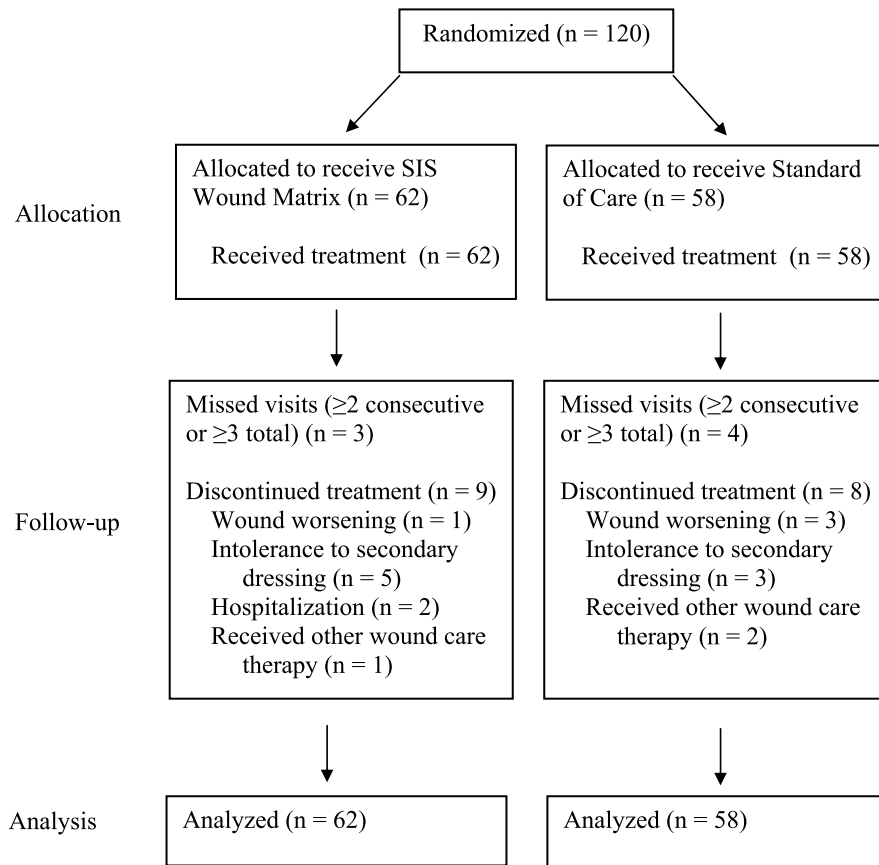 Randomized (n = 120)
Allocation
Allocated to receive SIS
Wound Matrix (n = 62)
Received treatment (n = 62)
Allocated to receive Standard
of Care (n = 58)
Received treatment (n = 58)
Follow-up
Missed visits (≥2 consecutive
or ≥3 total) (n = 3)
Discontinued treatment (n = 9)
Wound worsening (n = 1)
Intolerance to secondary
dressing (n = 5)
Hospitalization (n = 2)
Received other wound care
therapy (n = 1)
Missed visits (≥2 consecutive
or ≥3 total) (n = 4)
Discontinued treatment (n = 8)
Wound worsening (n = 3)
Intolerance to secondary
dressing (n = 3)
Received other wound care
therapy (n = 2)
Analysis
Analyzed (n = 62)
Analyzed (n = 58)